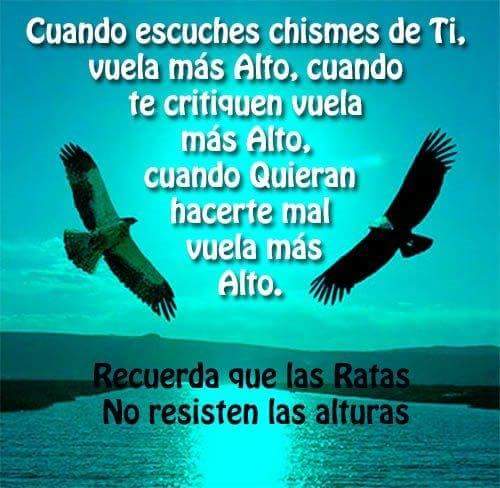 Cuando escuches chismes de Ti,
vuela más Alto, cuando
te critiquen vuela
más Alto,
cuando Quieran
hacerte mal
vuela más
Alto.
Recuerda que las Ratas
No resisten las alturas